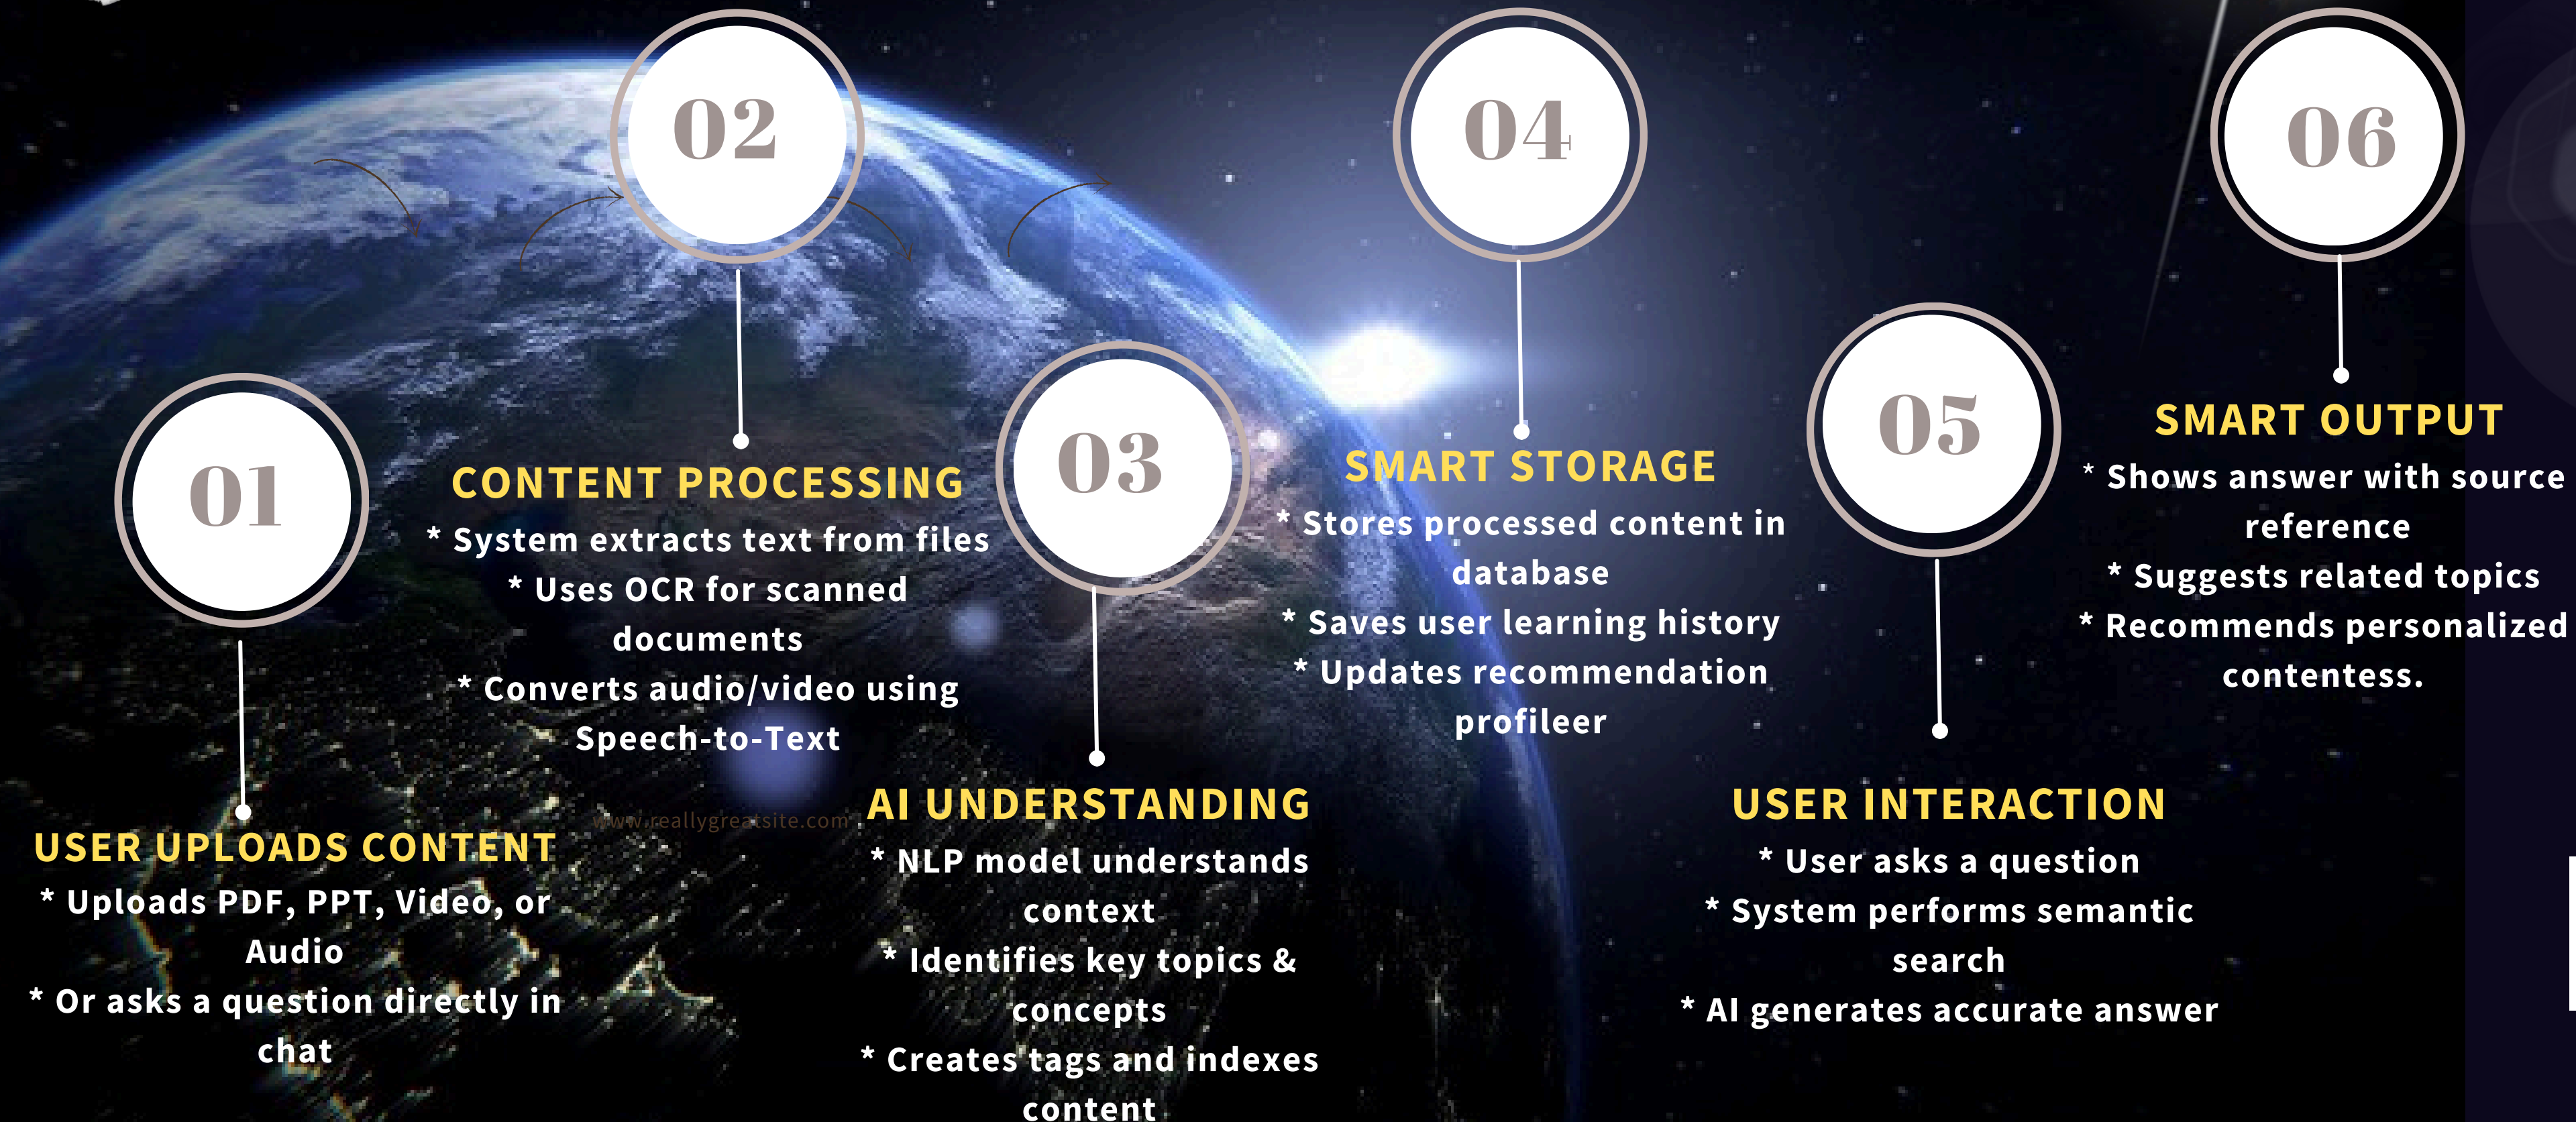 01
USER UPLOADS CONTENT
* Uploads PDF, PPT, Video, or
Audio
* Or asks a question directly in
chat
02
CONTENT PROCESSING
* System extracts text from files
* Uses OCR for scanned
documents
* Converts audio/video using
Speech-to-Text
www.reallygreatsite.com
03
AI UNDERSTANDING
* NLP model understands
context
* Identifies key topics &
concepts
* Creates tags and indexes
content
04
SMART STORAGE
* Stores processed content in
database
* Saves user learning history
* Updates recommendation
profileer
05
USER INTERACTION
* User asks a question
* System performs semantic
search
* AI generates accurate answer
06
SMART OUTPUT
* Shows answer with source
reference
* Suggests related topics
* Recommends personalized
contentess.